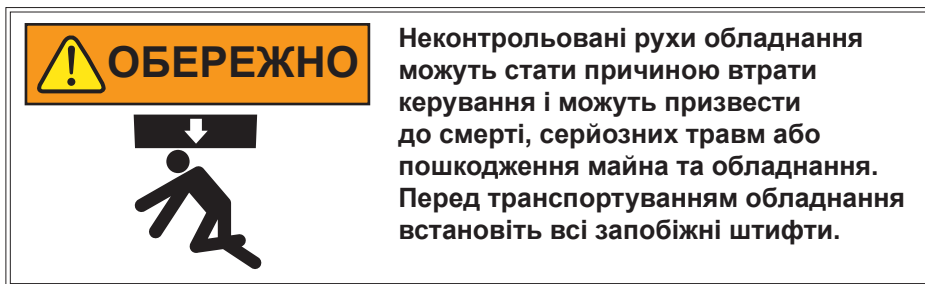 ОБЕРЕЖНО
Неконтрольовані рухи обладнання
можуть стати причиною втрати
керування і можуть призвести
до смерті, серйозних травм або
пошкодження майна та обладнання.
Перед транспортуванням обладнання
встановіть всі запобіжні штифти.